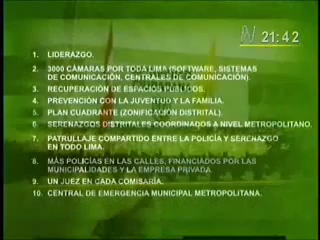 21:42
1. LIDERAZGO.
2. 3000 CÁMARAS POR TODA LIMA (SOFTWARE, SISTEMAS
DE COMUNICACIÓN, CENTRALES DE COMUNICACIÓN).
3. RECUPERACIÓN DE ESPACIOS PÚBLICOS.
4. PREVENCIÓN CON LA JUVENTUD Y LA FAMILIA.
5. PLAN CUADRANTE (ZONIFICACIÓN DISTRITAL).
6. SERENAZGOS DISTRITALES COORDINADOS A NIVEL METROPOLITANO.
7. PATRULLAJE COMPARTIDO ENTRE LA POLICÍA Y SERENAZGO
EN TODO LIMA.
8. MÁS POLICÍAS EN LAS CALLES, FINANCIADOS POR LAS
MUNICIPALIDADES Y LA EMPRESA PRIVADA.
9. UN JUEZ EN CADA COMISARÍA.
10. CENTRAL DE EMERGENCIA MUNICIPAL METROPOLITANA.